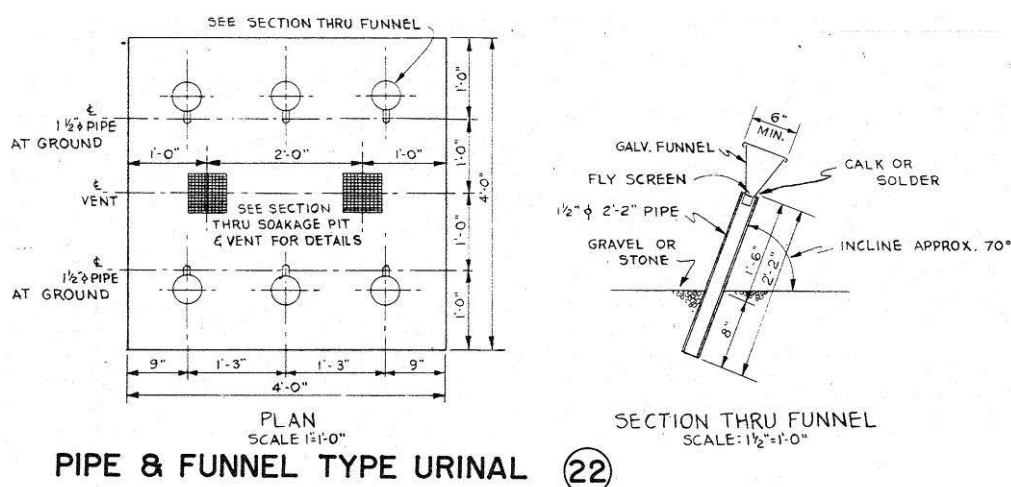 SEE SECTION THRU FUNNEL
℄
1½"ϕ PIPE
AT GROUND
1'-0"
2'-0"
1'-0"
℄
VENT
SEE SECTION
THRU SOAKAGE PIT
& VENT FOR DETAILS
℄
1½"ϕ PIPE
AT GROUND
1'-0"
1'-0"
1'-0"
1'-0"
4'-0"
9"
1'-3"
1'-3"
9"
4'-0"
PLAN
SCALE 1"=1'-0"
6"
MIN.
GALV. FUNNEL
FLY SCREEN
CALK OR
SOLDER
1½" ϕ 2'-2" PIPE
GRAVEL OR
STONE
INCLINE APPROX. 70°
1'-6"
2'-2"
8"
SECTION THRU FUNNEL
SCALE: 1½"=1'-0"
PIPE & FUNNEL TYPE URINAL 22